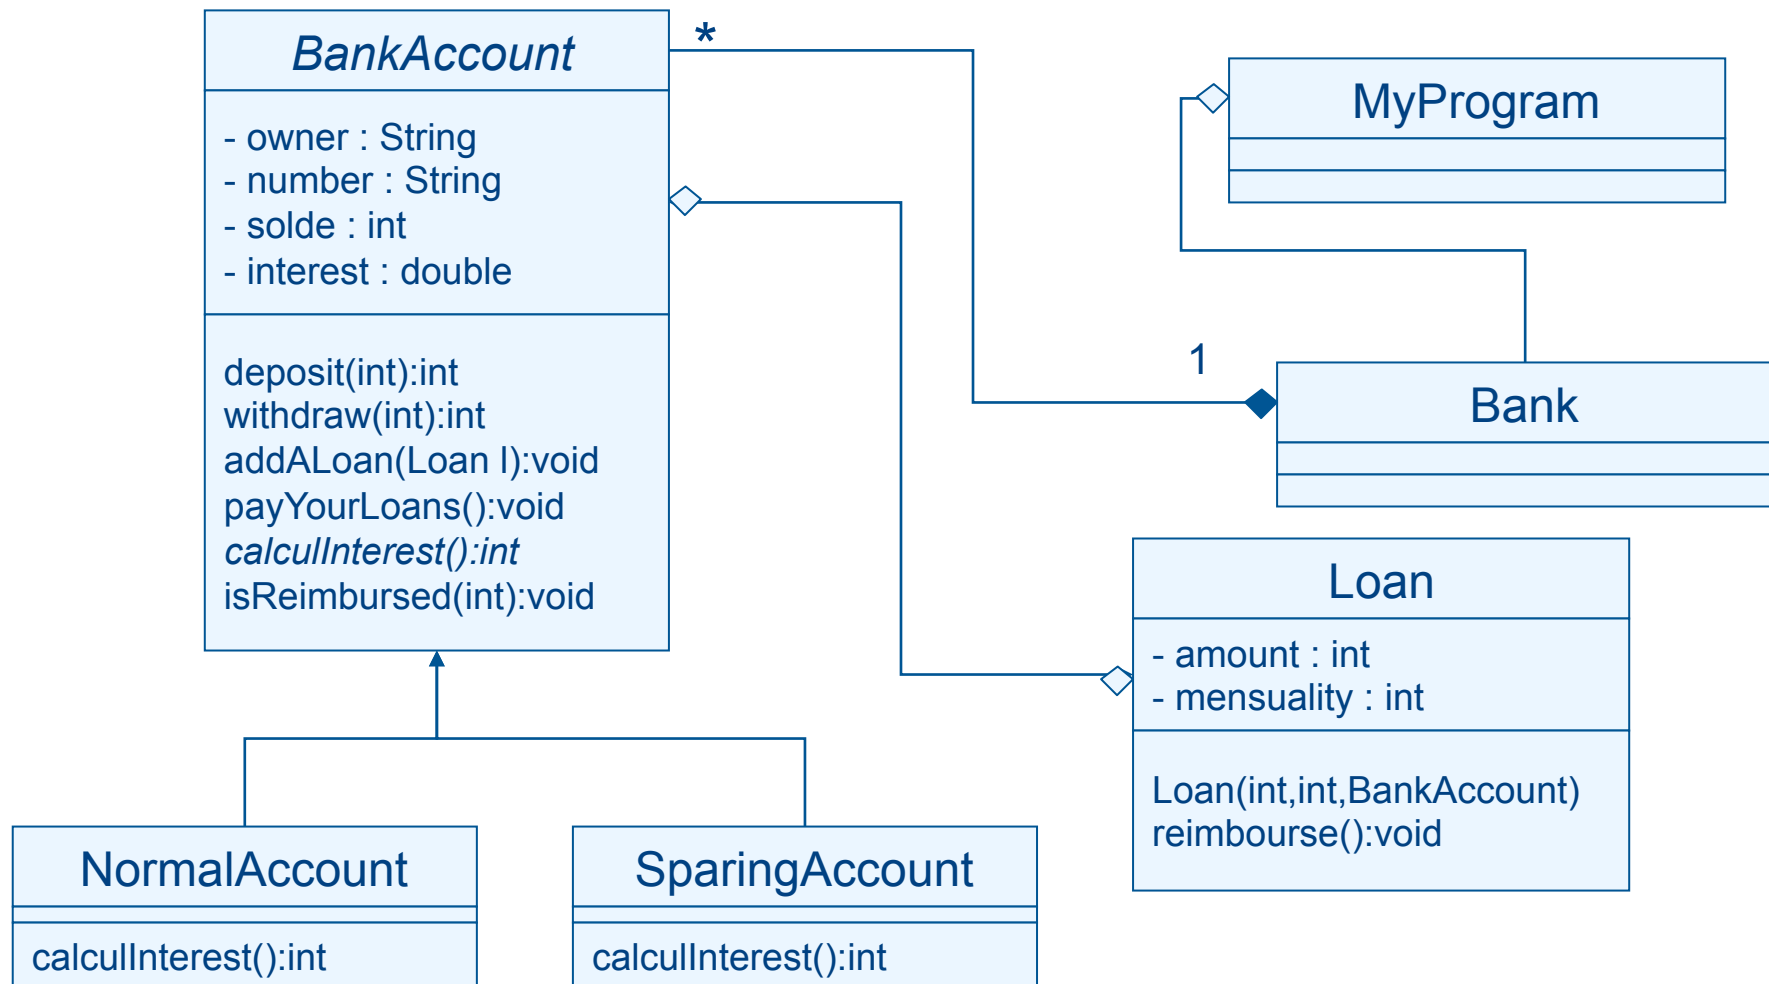 BankAccount
- owner : String
- number : String
- solde : int
- interest : double
deposit(int):int
withdraw(int):int
addALoan(Loan l):void
payYourLoans():void
calculInterest():int
isReimbursed(int):void
*
MyProgram
1
Bank
Loan
- amount : int
- mensuality : int
Loan(int,int,BankAccount)
reimbourse():void
NormalAccount
calculInterest():int
SparingAccount
calculInterest():int